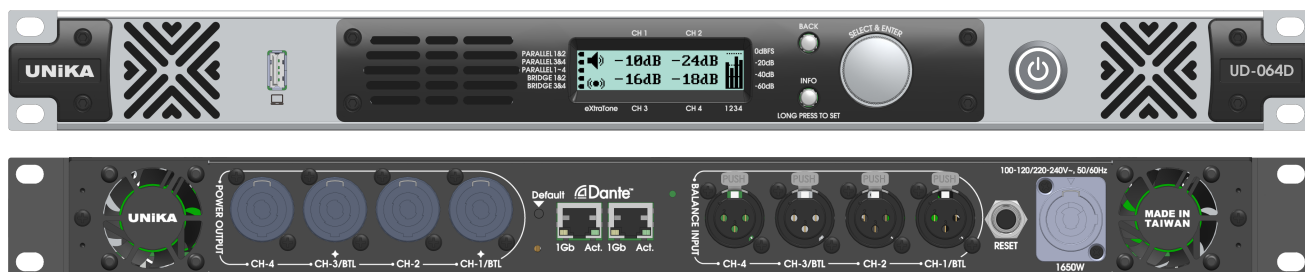 UNiKA
PARALLEL 1&2
PARALLEL 3&4
PARALLEL 1~4
BRIDGE 1&2
BRIDGE 3&4
CH 1 CH 2
-10dB -24dB
-16dB -18dB
eXtraTone CH 3 CH 4 1234
0dBFS
-20dB
-40dB
-60dB
BACK
INFO
LONG PRESS TO SET
SELECT & ENTER
UD-064D
UNiKA
POWER OUTPUT
CH-4 CH-3/BTL CH-2 CH-1/BTL
Default
Dante™
1Gb Act. 1Gb Act.
BALANCE INPUT
PUSH PUSH PUSH PUSH
CH-4 CH-3/BTL CH-2 CH-1/BTL
RESET
100-120/220-240V~, 50/60Hz
1650W
MADE IN
TAIWAN